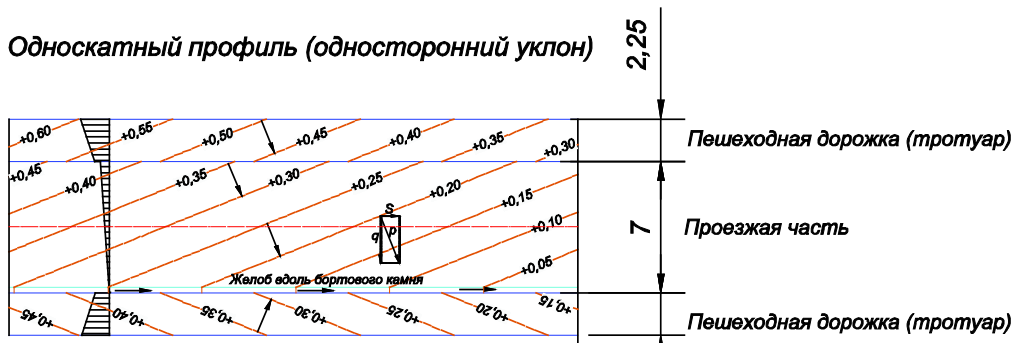 Односкатный профиль (односторонний уклон)
2,25
+0,60 +0,55 +0,50 +0,45 +0,40 +0,35 +0,30
Пешеходная дорожка (тротуар)
+0,45 +0,40 +0,35 +0,30 +0,25 +0,20 +0,15 +0,10 +0,05
S
q p
7
Проезжая часть
Желоб вдоль бортового камня
+0,45 +0,40 +0,35 +0,30 +0,25 +0,20 +0,15
Пешеходная дорожка (тротуар)